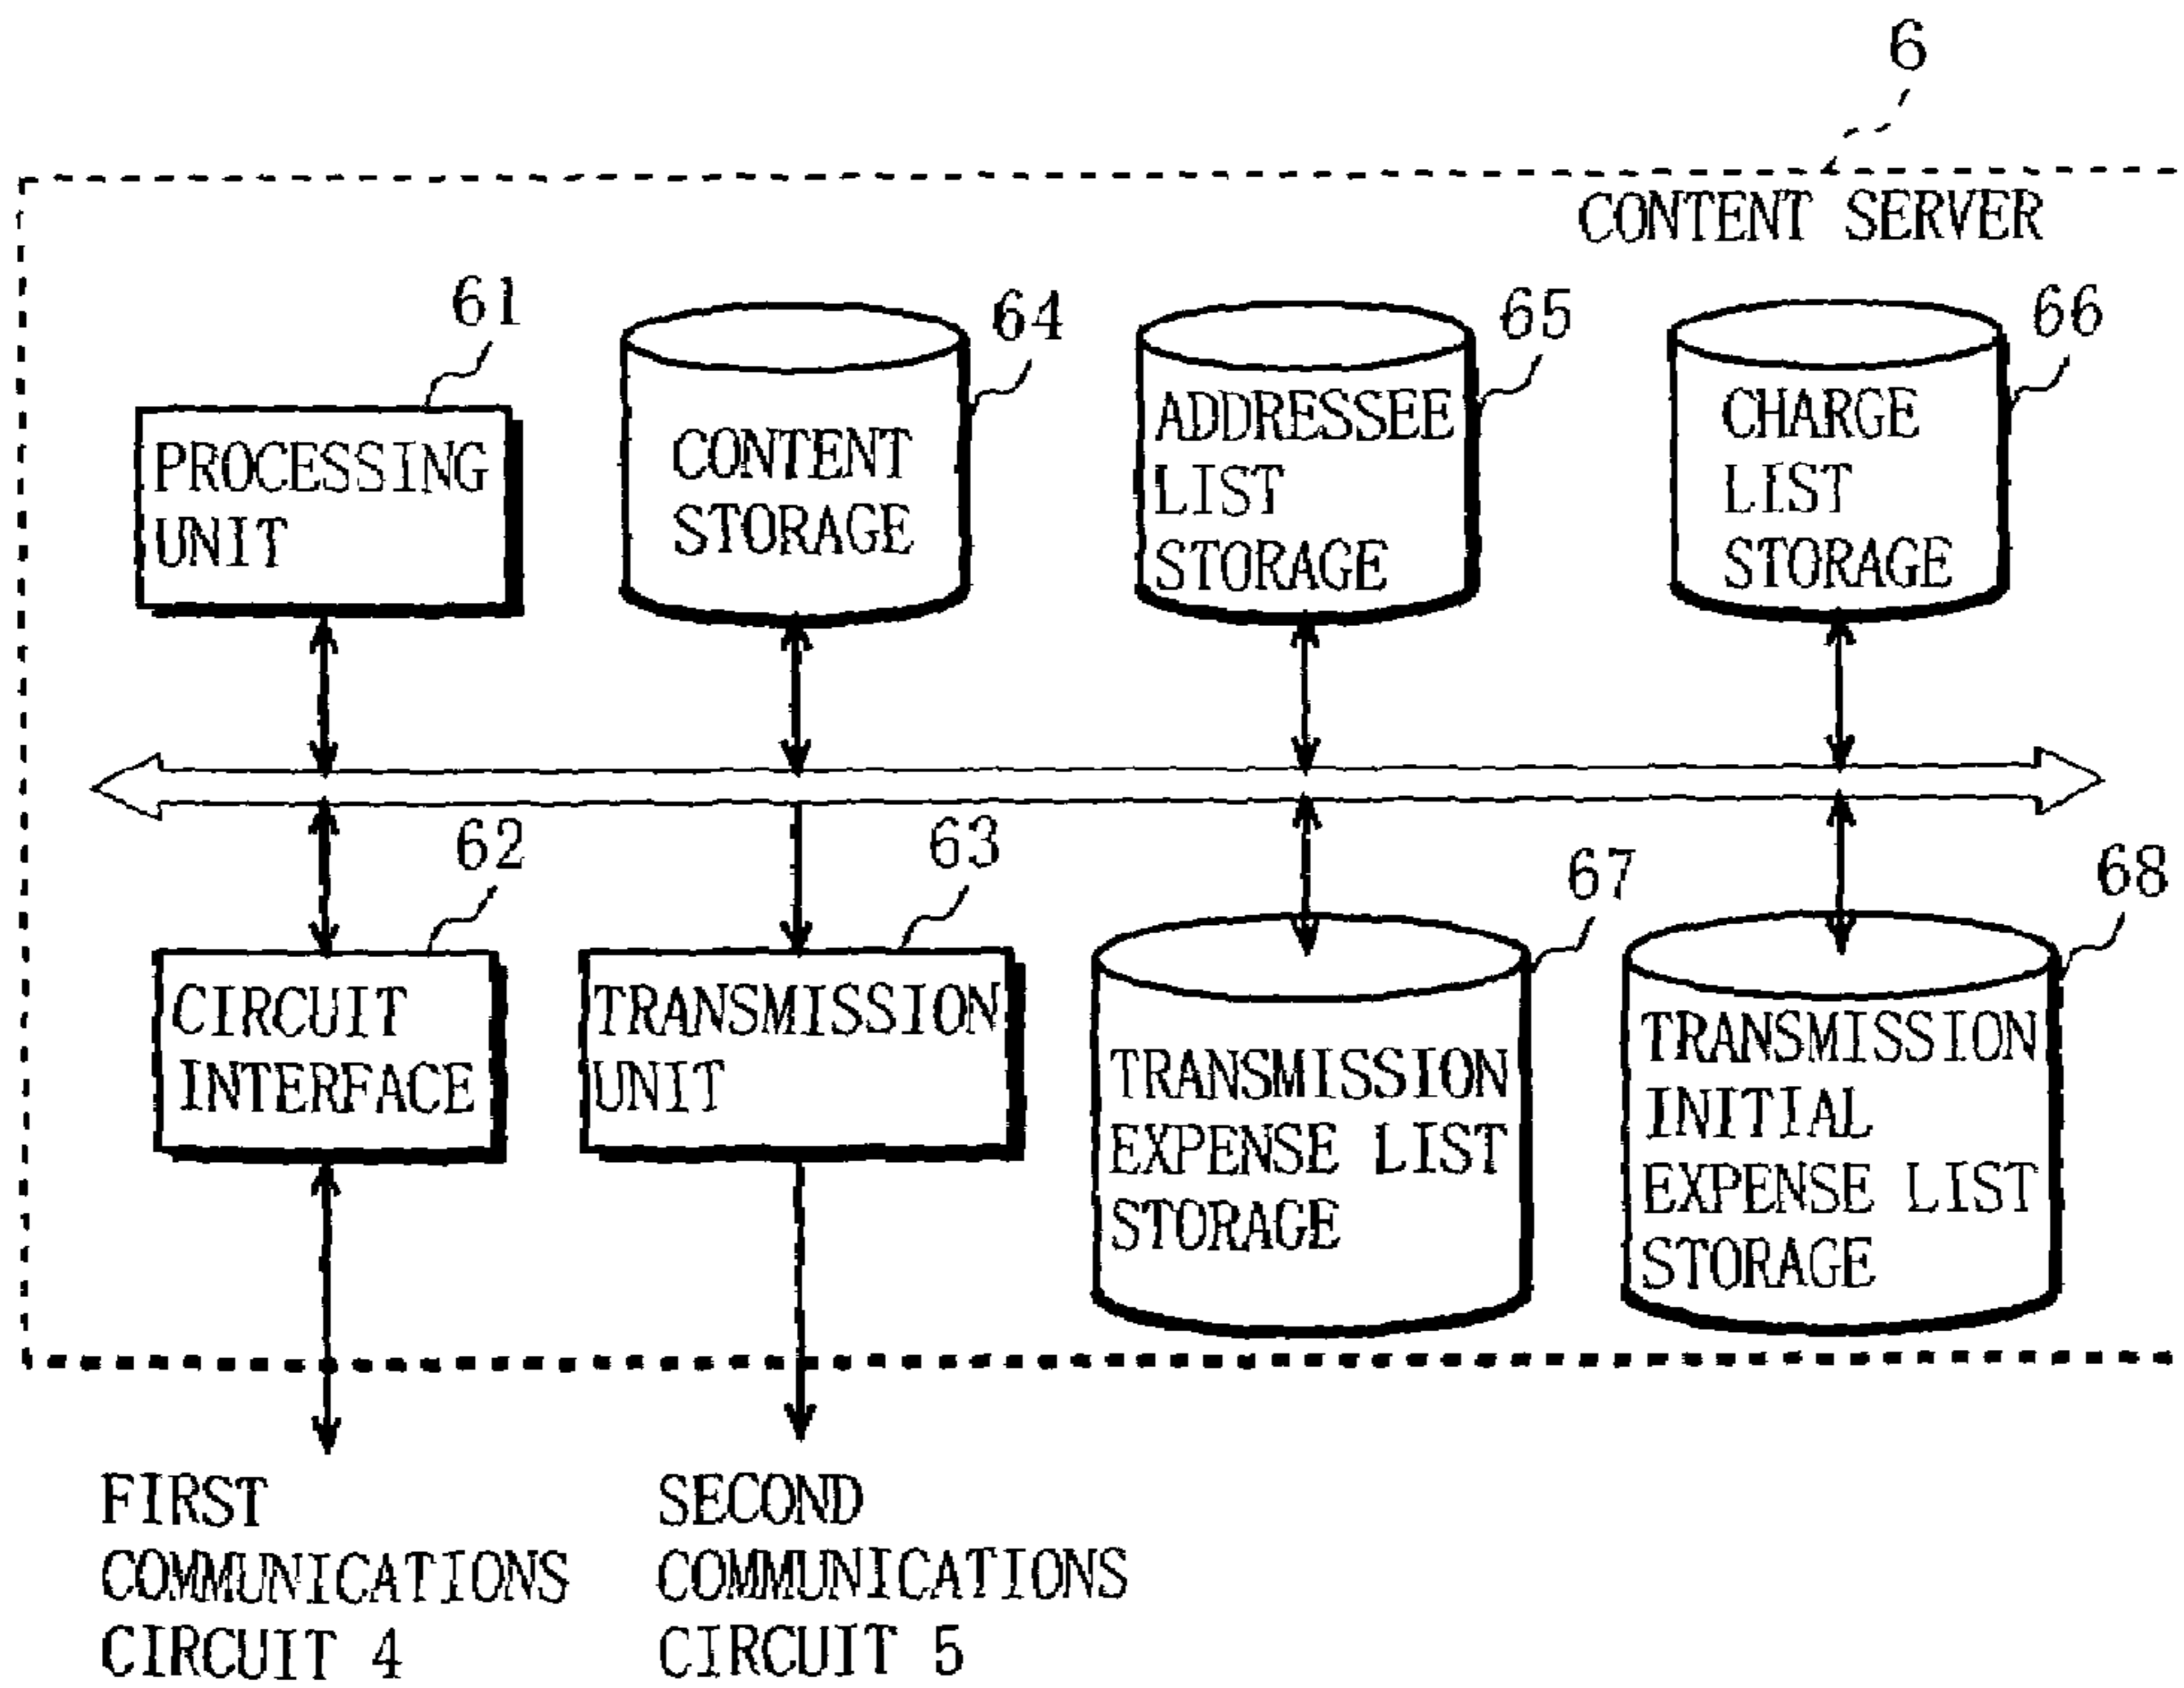 6
CONTENT SERVER
61
PROCESSING
UNIT
64
CONTENT
STORAGE
65
ADDRESSEE
LIST
STORAGE
66
CHARGE
LIST
STORAGE
62
CIRCUIT
INTERFACE
63
TRANSMISSION
UNIT
67
TRANSMISSION
EXPENSE LIST
STORAGE
68
TRANSMISSION
INITIAL
EXPENSE LIST
STORAGE
FIRST
COMMUNICATIONS
CIRCUIT 4
SECOND
COMMUNICATIONS
CIRCUIT 5